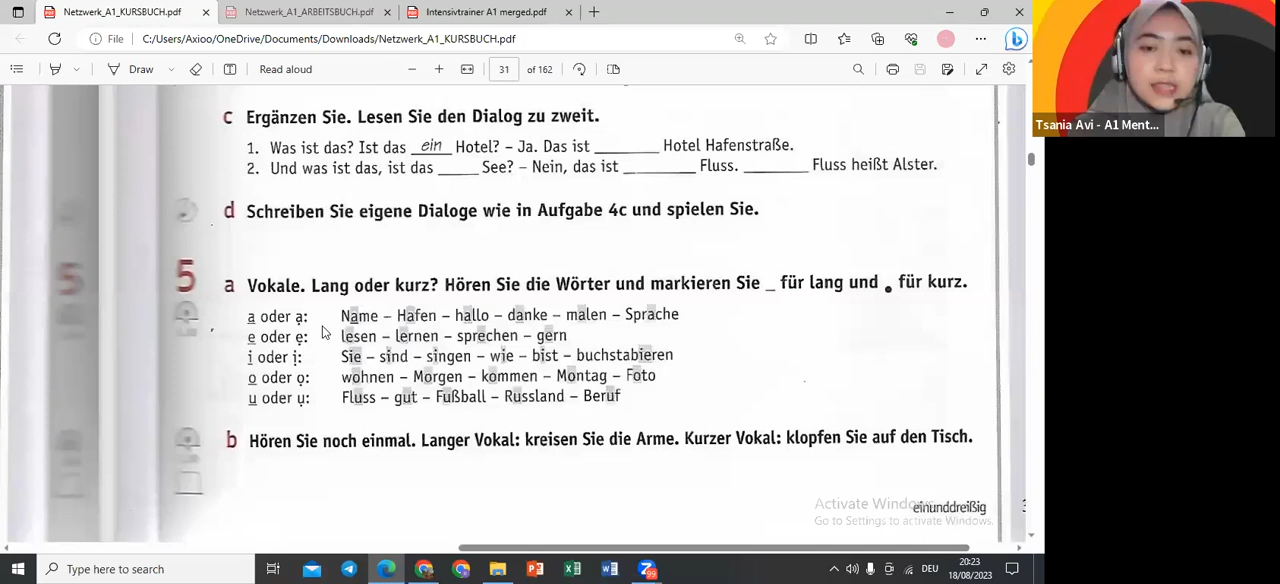 Netzwerk_A1_KURSBUCH.pdf
Netzwerk_A1_ARBEITSBUCH.pdf
Intensivtrainer A1 merged.pdf
File
C:/Users/Axioo/OneDrive/Documents/Downloads/Netzwerk_A1_KURSBUCH.pdf
Draw
Read aloud
31
of 162
Tsania Avi - A1 Ment...
c Ergänzen Sie. Lesen Sie den Dialog zu zweit.
1. Was ist das? Ist das _ein_ Hotel? – Ja. Das ist ________ Hotel Hafenstraße.
2. Und was ist das, ist das _____ See? – Nein, das ist _________ Fluss. ________ Fluss heißt Alster.
d Schreiben Sie eigene Dialoge wie in Aufgabe 4c und spielen Sie.
5 5 a Vokale. Lang oder kurz? Hören Sie die Wörter und markieren Sie _ für lang und . für kurz.
a oder ạ: Name – Hafen – hallo – danke – malen – Sprache
e oder ẹ: lesen – lernen – sprechen – gern
i oder ị: Sie – sind – singen – wie – bist – buchstabieren
o oder ọ: wohnen – Morgen – kommen – Montag – Foto
u oder ụ: Fluss – gut – Fußball – Russland – Beruf
b Hören Sie noch einmal. Langer Vokal: kreisen Sie die Arme. Kurzer Vokal: klopfen Sie auf den Tisch.
Activate Windows
einunddreißig
Go to Settings to activate Windows.
Type here to search
DEU
20:23
18/08/2023